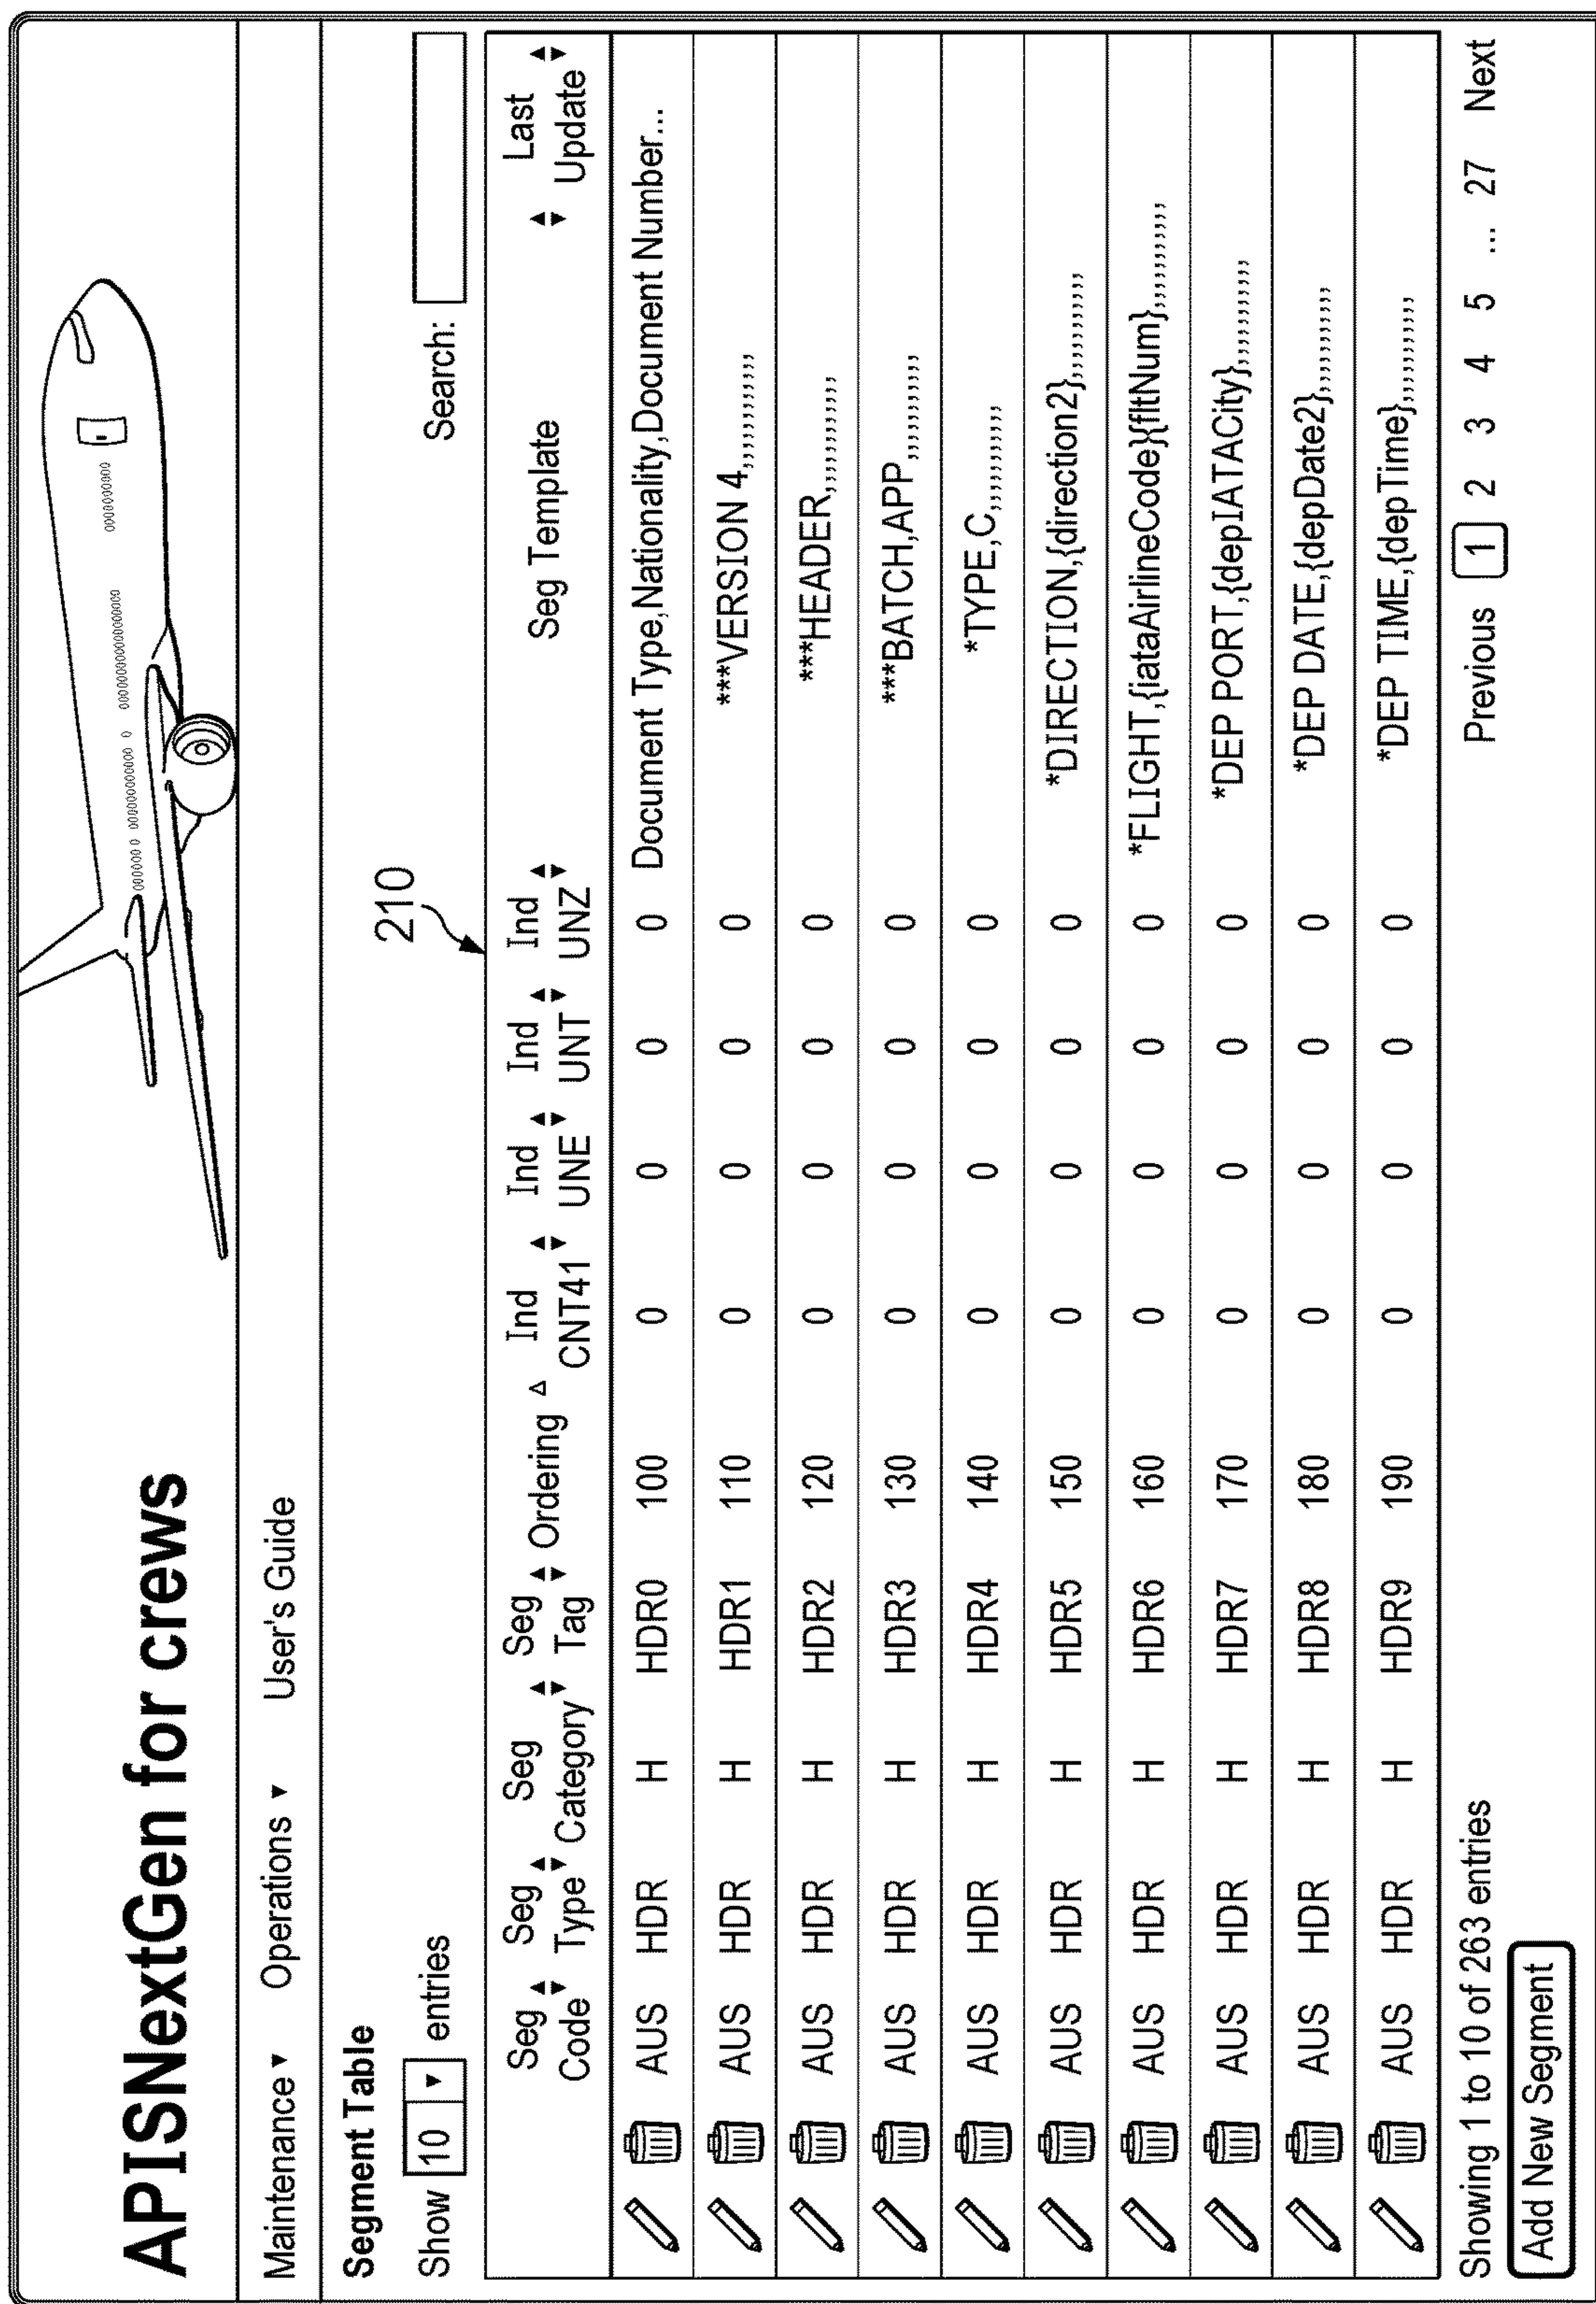 APISNextGen for crews
Maintenance ▾ Operations ▾ User's Guide
Segment Table
Show 10 ▾ entries
Search:
210
Seg Code Seg Type Seg Category Seg Tag Ordering Ind CNT41 Ind UNE Ind UNT Ind UNZ Seg Template Last Update
AUS HDR H HDR0 100 0 0 0 0 Document Type,Nationality,Document Number...
AUS HDR H HDR1 110 0 0 0 0 ***VERSION 4,,,,,,,,,,,,
AUS HDR H HDR2 120 0 0 0 0 ***HEADER,,,,,,,,,,,,
AUS HDR H HDR3 130 0 0 0 0 ***BATCH,APP,,,,,,,,,,,
AUS HDR H HDR4 140 0 0 0 0 *TYPE,C,,,,,,,,,,,
AUS HDR H HDR5 150 0 0 0 0 *DIRECTION,{direction2},,,,,,,,,,,
AUS HDR H HDR6 160 0 0 0 0 *FLIGHT,{iataAirlineCode}{fltNum},,,,,,,,,,,
AUS HDR H HDR7 170 0 0 0 0 *DEP PORT,{depIATACity},,,,,,,,,,,
AUS HDR H HDR8 180 0 0 0 0 *DEP DATE,{depDate2},,,,,,,,,,,
AUS HDR H HDR9 190 0 0 0 0 *DEP TIME,{depTime},,,,,,,,,,,
Showing 1 to 10 of 263 entries
Previous 1 2 3 4 5 ... 27 Next
Add New Segment